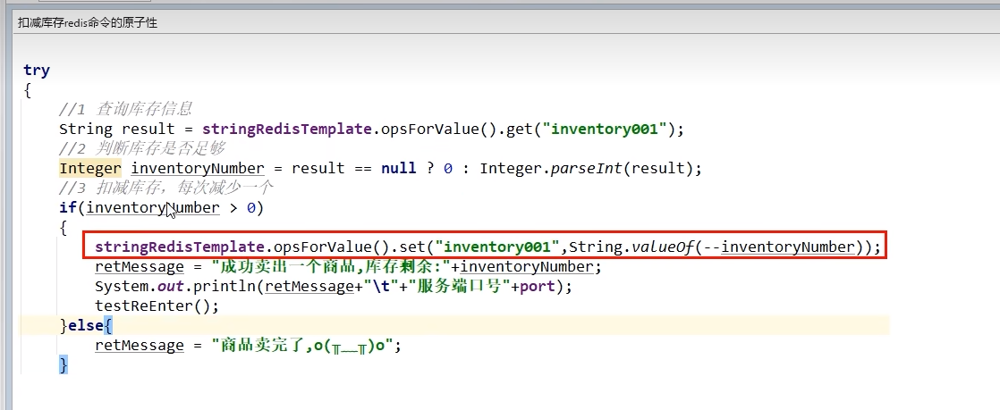 扣减库存redis命令的原子性
try
{
//1 查询库存信息
String result = stringRedisTemplate.opsForValue().get("inventory001");
//2 判断库存是否足够
Integer inventoryNumber = result == null ? 0 : Integer.parseInt(result);
//3 扣减库存，每次减少一个
if(inventoryNumber > 0)
{
stringRedisTemplate.opsForValue().set("inventory001",String.valueOf(--inventoryNumber));
retMessage = "成功卖出一个商品,库存剩余:"+inventoryNumber;
System.out.println(retMessage+"\t"+"服务端口号"+port);
testReEnter();
}else{
retMessage = "商品卖完了,o(╥﹏╥)o";
}